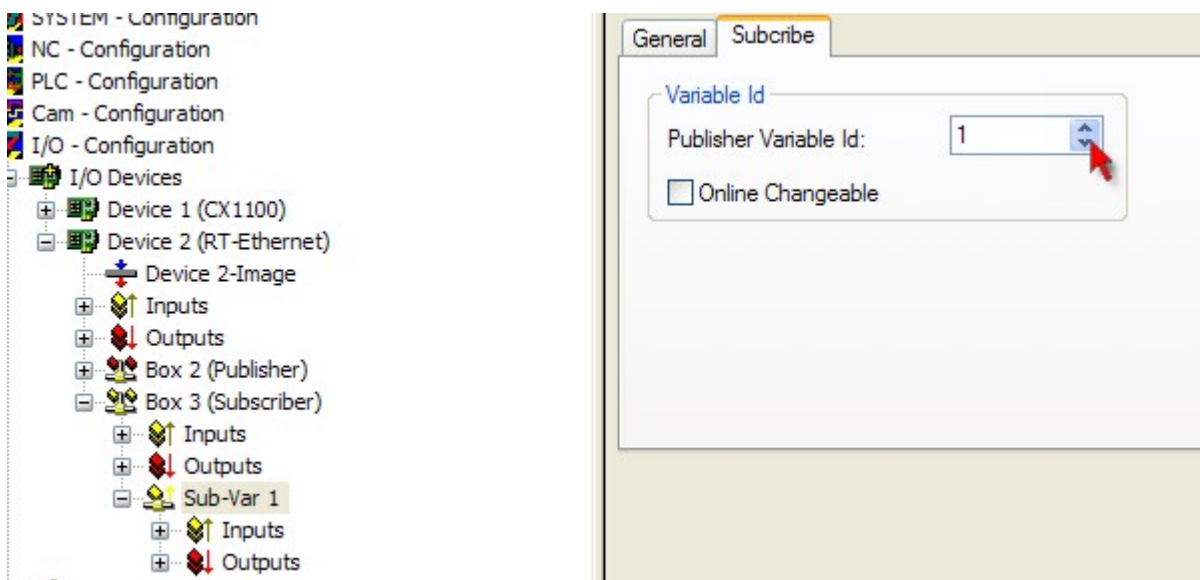 SYSTEM - Configuration
NC - Configuration
PLC - Configuration
Cam - Configuration
I/O - Configuration
I/O Devices
Device 1 (CX1100)
Device 2 (RT-Ethernet)
Device 2-Image
Inputs
Outputs
Box 2 (Publisher)
Box 3 (Subscriber)
Inputs
Outputs
Sub-Var 1
Inputs
Outputs
General Subcribe
Variable Id
Publisher Variable Id: 1
Online Changeable